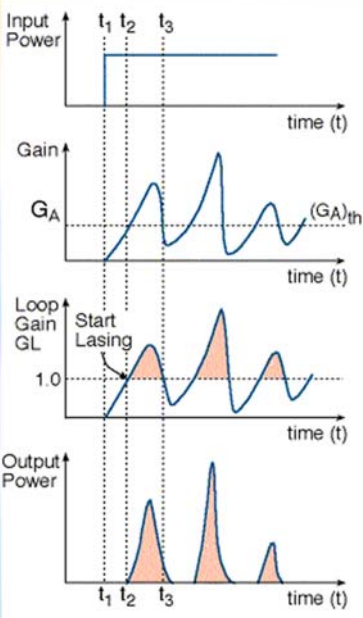 Input
Power
t1 t2 t3
time (t)
Gain
GA
(GA)th
time (t)
Loop
Gain
GL
Start
Lasing
1.0
time (t)
Output
Power
t1 t2 t3
time (t)